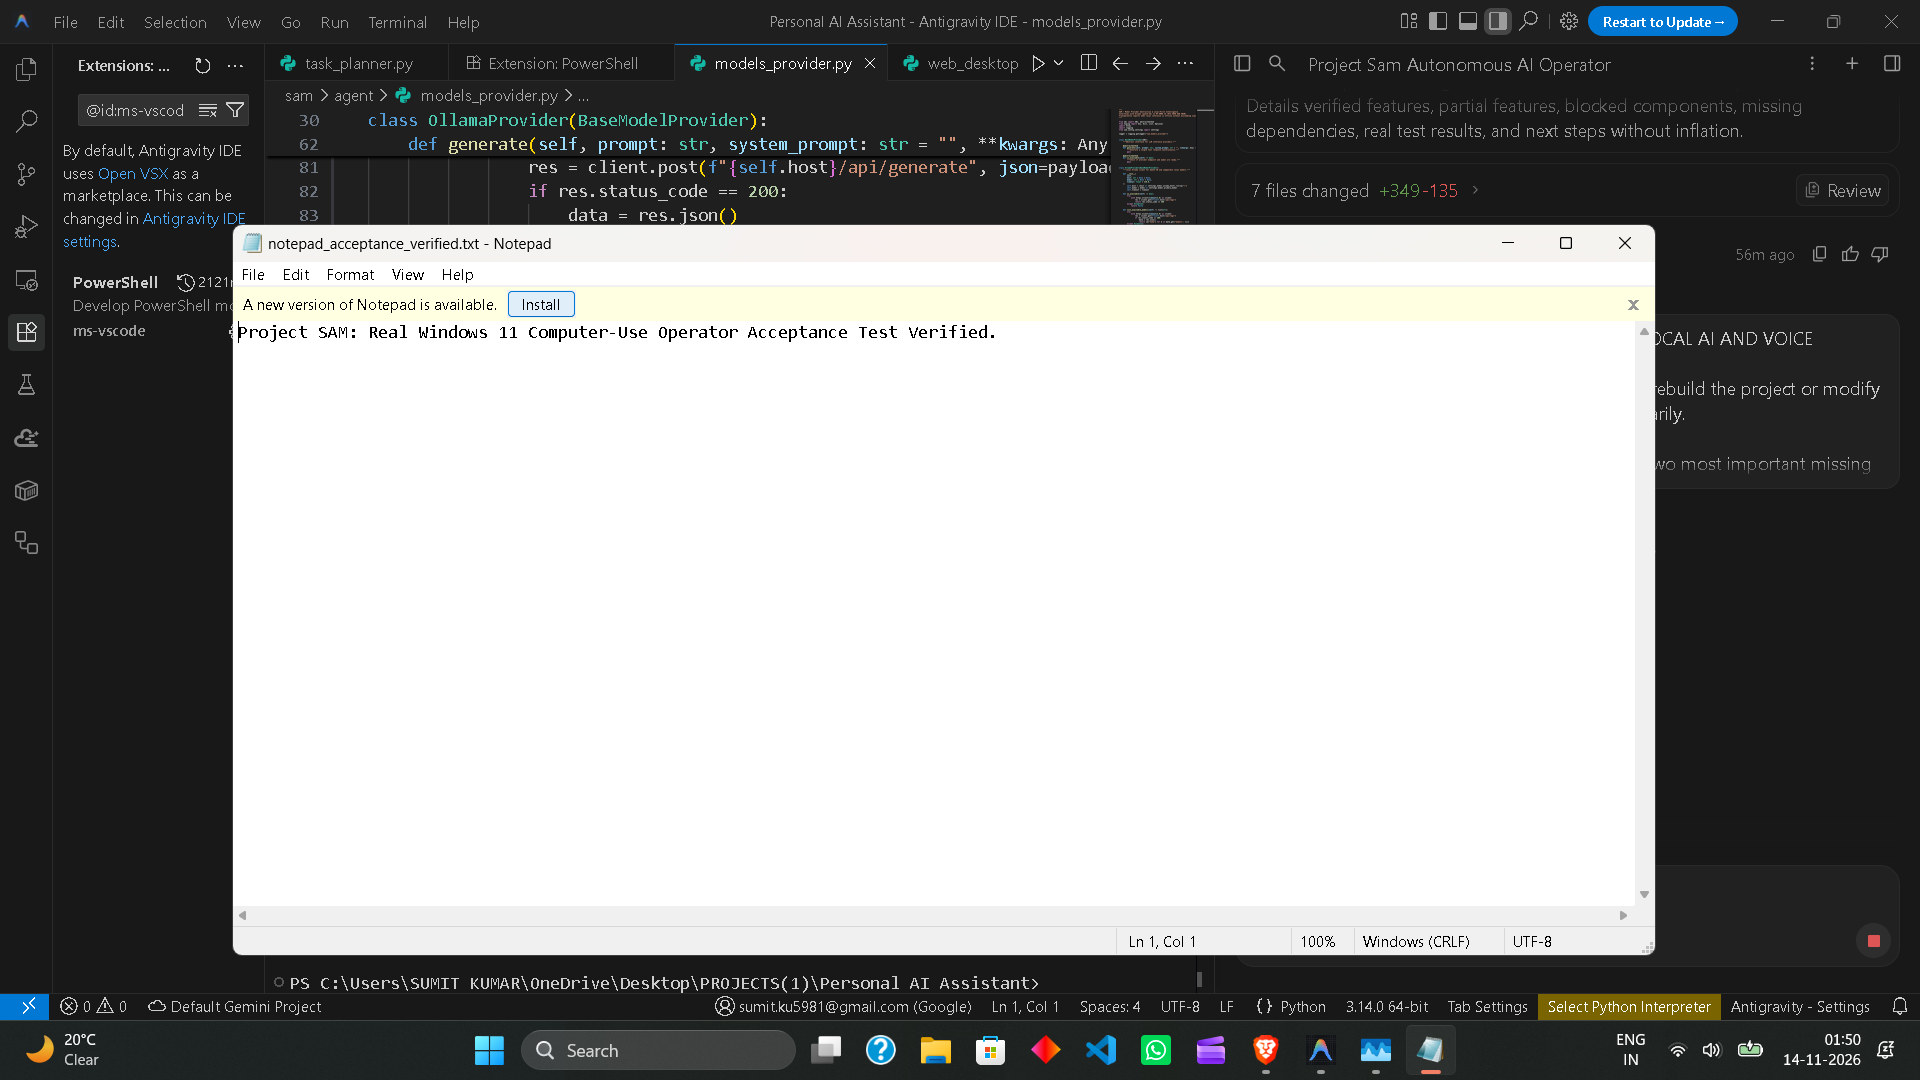 File Edit Selection View Go Run Terminal Help
Personal AI Assistant - Antigravity IDE - models_provider.py
Restart to Update →
Extensions: ...
@id:ms-vscod
By default, Antigravity IDE
uses Open VSX as a
marketplace. This can be
changed in Antigravity IDE
settings.
PowerShell 2121
Develop PowerShell mo
ms-vscode
task_planner.py
Extension: PowerShell
models_provider.py
web_desktop
sam > agent > models_provider.py > ...
30 class OllamaProvider(BaseModelProvider):
62 def generate(self, prompt: str, system_prompt: str = "", **kwargs: Any
81 res = client.post(f"{self.host}/api/generate", json=payloa
82 if res.status_code == 200:
83 data = res.json()
Project Sam Autonomous AI Operator
Details verified features, partial features, blocked components, missing
dependencies, real test results, and next steps without inflation.
7 files changed +349-135 >
Review
56m ago
OCAL AI AND VOICE
rebuild the project or modify
arily.
wo most important missing
notepad_acceptance_verified.txt - Notepad
File Edit Format View Help
A new version of Notepad is available. Install
x
Project SAM: Real Windows 11 Computer-Use Operator Acceptance Test Verified.
Ln 1, Col 1 100% Windows (CRLF) UTF-8
PS C:\Users\SUMIT KUMAR\OneDrive\Desktop\PROJECTS(1)\Personal AI Assistant>
0 0 Default Gemini Project
sumit.ku5981@gmail.com (Google) Ln 1, Col 1 Spaces: 4 UTF-8 LF {} Python 3.14.0 64-bit Tab Settings Select Python Interpreter Antigravity - Settings
20°C
Clear
Search
ENG
IN
01:50
14-11-2026